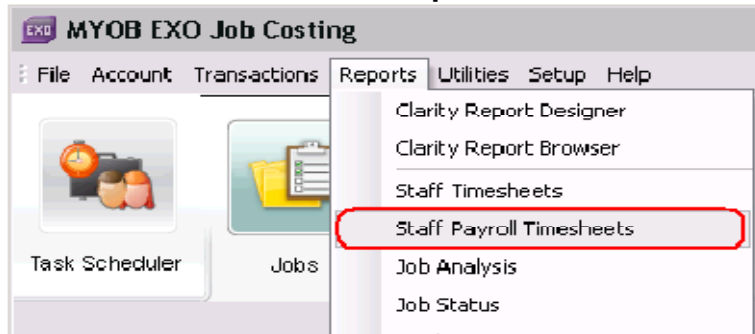 EXO MYOB EXO Job Costing
File Account Transactions Reports Utilities Setup Help
Clarity Report Designer
Clarity Report Browser
Staff Timesheets
Staff Payroll Timesheets
Task Scheduler Jobs Job Analysis
Job Status